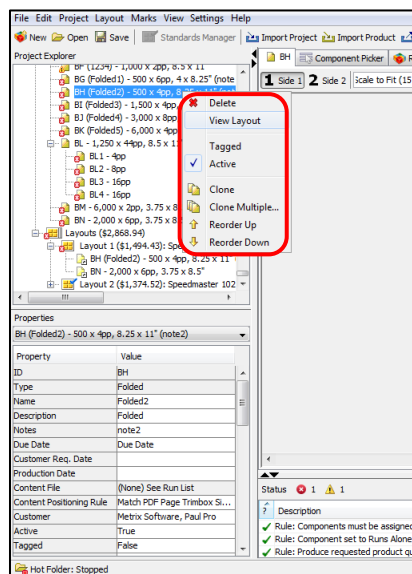 File Edit Project Layout Marks View Settings Help
New Open Save Standards Manager Import Project Import Product
Project Explorer
BF (1234) - 1,000 x 2pp, 8.5 x 11"
BG (Folded1) - 500 x 6pp, 4 x 8.25" (note
BH (Folded2) - 500 x 4pp, 8.25 x 11" (not
BI (Folded3) - 1,500 x 4pp,
BJ (Folded4) - 3,000 x 8pp
BK (Folded5) - 6,000 x 4pp
BL - 1,250 x 44pp, 8.5 x 11"
BL1 - 4pp
BL2 - 8pp
BL3 - 16pp
BL4 - 16pp
BM - 6,000 x 2pp, 3.75 x 8
BN - 2,000 x 6pp, 3.75 x 8.
Layouts ($2,868.94)
Layout 1 ($1,494.43): Spe
BH (Folded2) - 500 x 4pp, 8.25 x 11"
BN - 2,000 x 6pp, 3.75 x 8.5"
Layout 2 ($1,374.52): Speedmaster 102
Delete
View Layout
Tagged
Active
Clone
Clone Multiple...
Reorder Up
Reorder Down
BH Component Picker
1 Side 1 2 Side 2 Scale to Fit (15
Properties
BH (Folded2) - 500 x 4pp, 8.25 x 11" (note2)
Property Value
ID BH
Type Folded
Name Folded2
Description Folded
Notes note2
Due Date Due Date
Customer Req. Date
Production Date
Content File (None) See Run List
Content Positioning Rule Match PDF Page Trimbox Si...
Customer Metrix Software, Paul Pro
Active True
Tagged False
Status 1 1
? Description
Rule: Components must be assigned
Rule: Component set to Runs Alone
Rule: Produce requested product qu
Hot Folder: Stopped